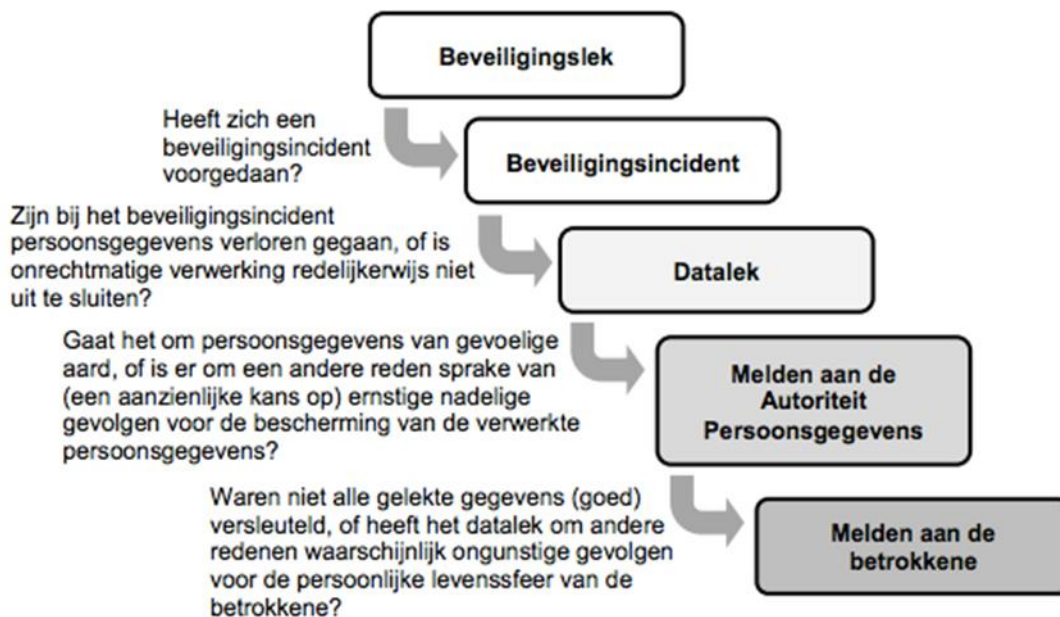 Beveiligingslek
Heeft zich een
beveiligingsincident
voorgedaan?
Beveiligingsincident
Zijn bij het beveiligingsincident
persoonsgegevens verloren gegaan, of is
onrechtmatige verwerking redelijkerwijs niet
uit te sluiten?
Datalek
Gaat het om persoonsgegevens van gevoelige
aard, of is er om een andere reden sprake van
(een aanzienlijke kans op) ernstige nadelige
gevolgen voor de bescherming van de verwerkte
persoonsgegevens?
Melden aan de
Autoriteit
Persoonsgegevens
Waren niet alle gelekte gegevens (goed)
versleuteld, of heeft het datalek om andere
redenen waarschijnlijk ongunstige gevolgen
voor de persoonlijke levenssfeer van de
betrokkene?
Melden aan de
betrokkene